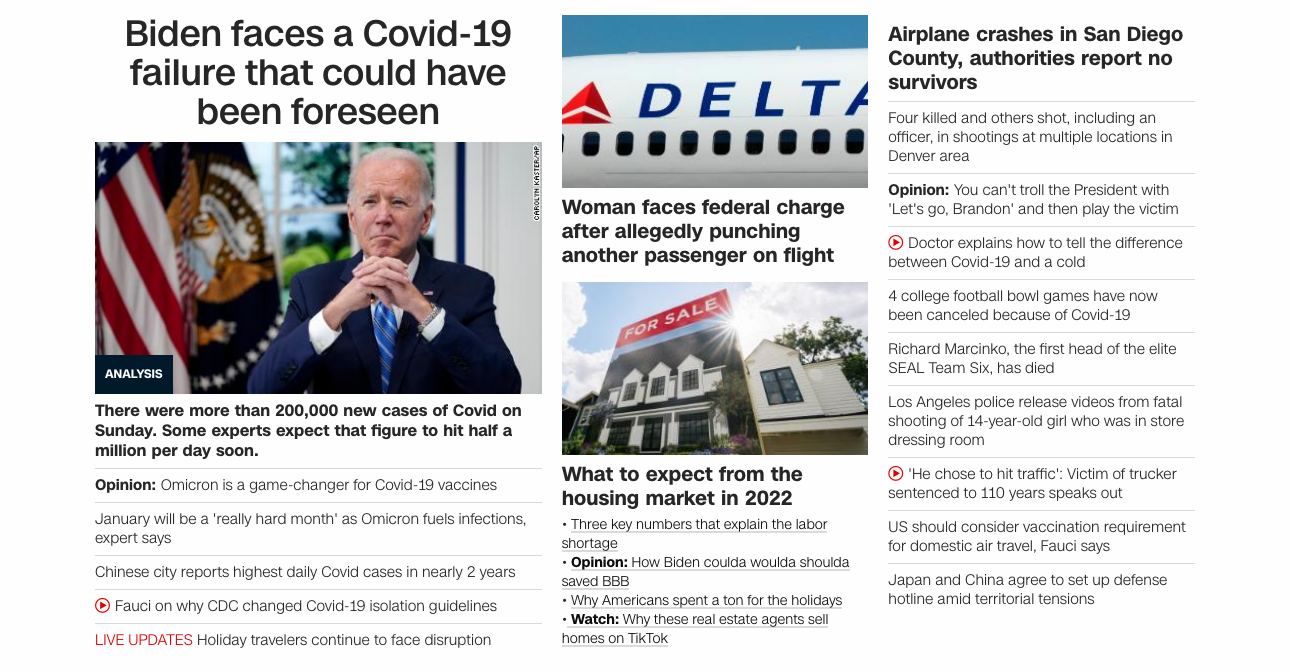 Biden faces a Covid-19
failure that could have
been foreseen
CAROLYN KASTER/AP
ANALYSIS
There were more than 200,000 new cases of Covid on
Sunday. Some experts expect that figure to hit half a
million per day soon.
Opinion: Omicron is a game-changer for Covid-19 vaccines
January will be a 'really hard month' as Omicron fuels infections,
expert says
Chinese city reports highest daily Covid cases in nearly 2 years
Fauci on why CDC changed Covid-19 isolation guidelines
LIVE UPDATES Holiday travelers continue to face disruption
DELTA
Woman faces federal charge
after allegedly punching
another passenger on flight
FOR SALE
What to expect from the
housing market in 2022
• Three key numbers that explain the labor
shortage
• Opinion: How Biden coulda woulda shoulda
saved BBB
• Why Americans spent a ton for the holidays
• Watch: Why these real estate agents sell
homes on TikTok
Airplane crashes in San Diego
County, authorities report no
survivors
Four killed and others shot, including an
officer, in shootings at multiple locations in
Denver area
Opinion: You can't troll the President with
'Let's go, Brandon' and then play the victim
Doctor explains how to tell the difference
between Covid-19 and a cold
4 college football bowl games have now
been canceled because of Covid-19
Richard Marcinko, the first head of the elite
SEAL Team Six, has died
Los Angeles police release videos from fatal
shooting of 14-year-old girl who was in store
dressing room
'He chose to hit traffic': Victim of trucker
sentenced to 110 years speaks out
US should consider vaccination requirement
for domestic air travel, Fauci says
Japan and China agree to set up defense
hotline amid territorial tensions